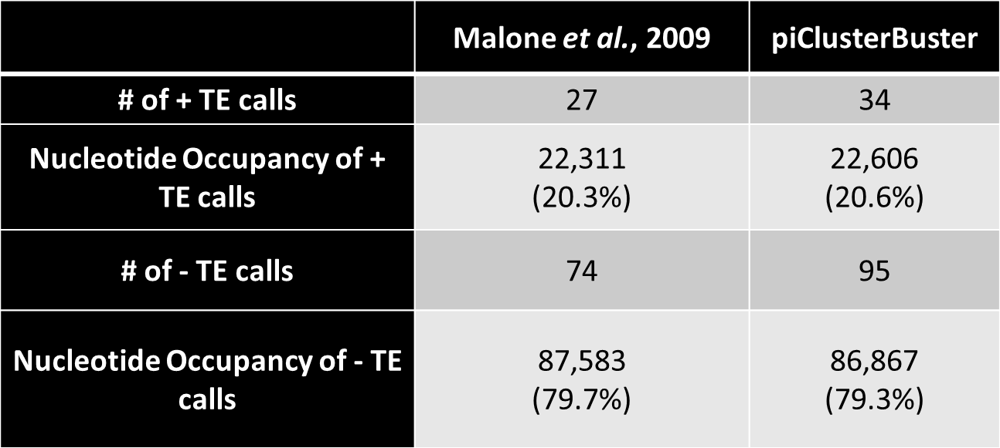 Malone et al., 2009
piClusterBuster
# of + TE calls
27
34
Nucleotide Occupancy of +
TE calls
22,311
(20.3%)
22,606
(20.6%)
# of - TE calls
74
95
Nucleotide Occupancy of - TE
calls
87,583
(79.7%)
86,867
(79.3%)